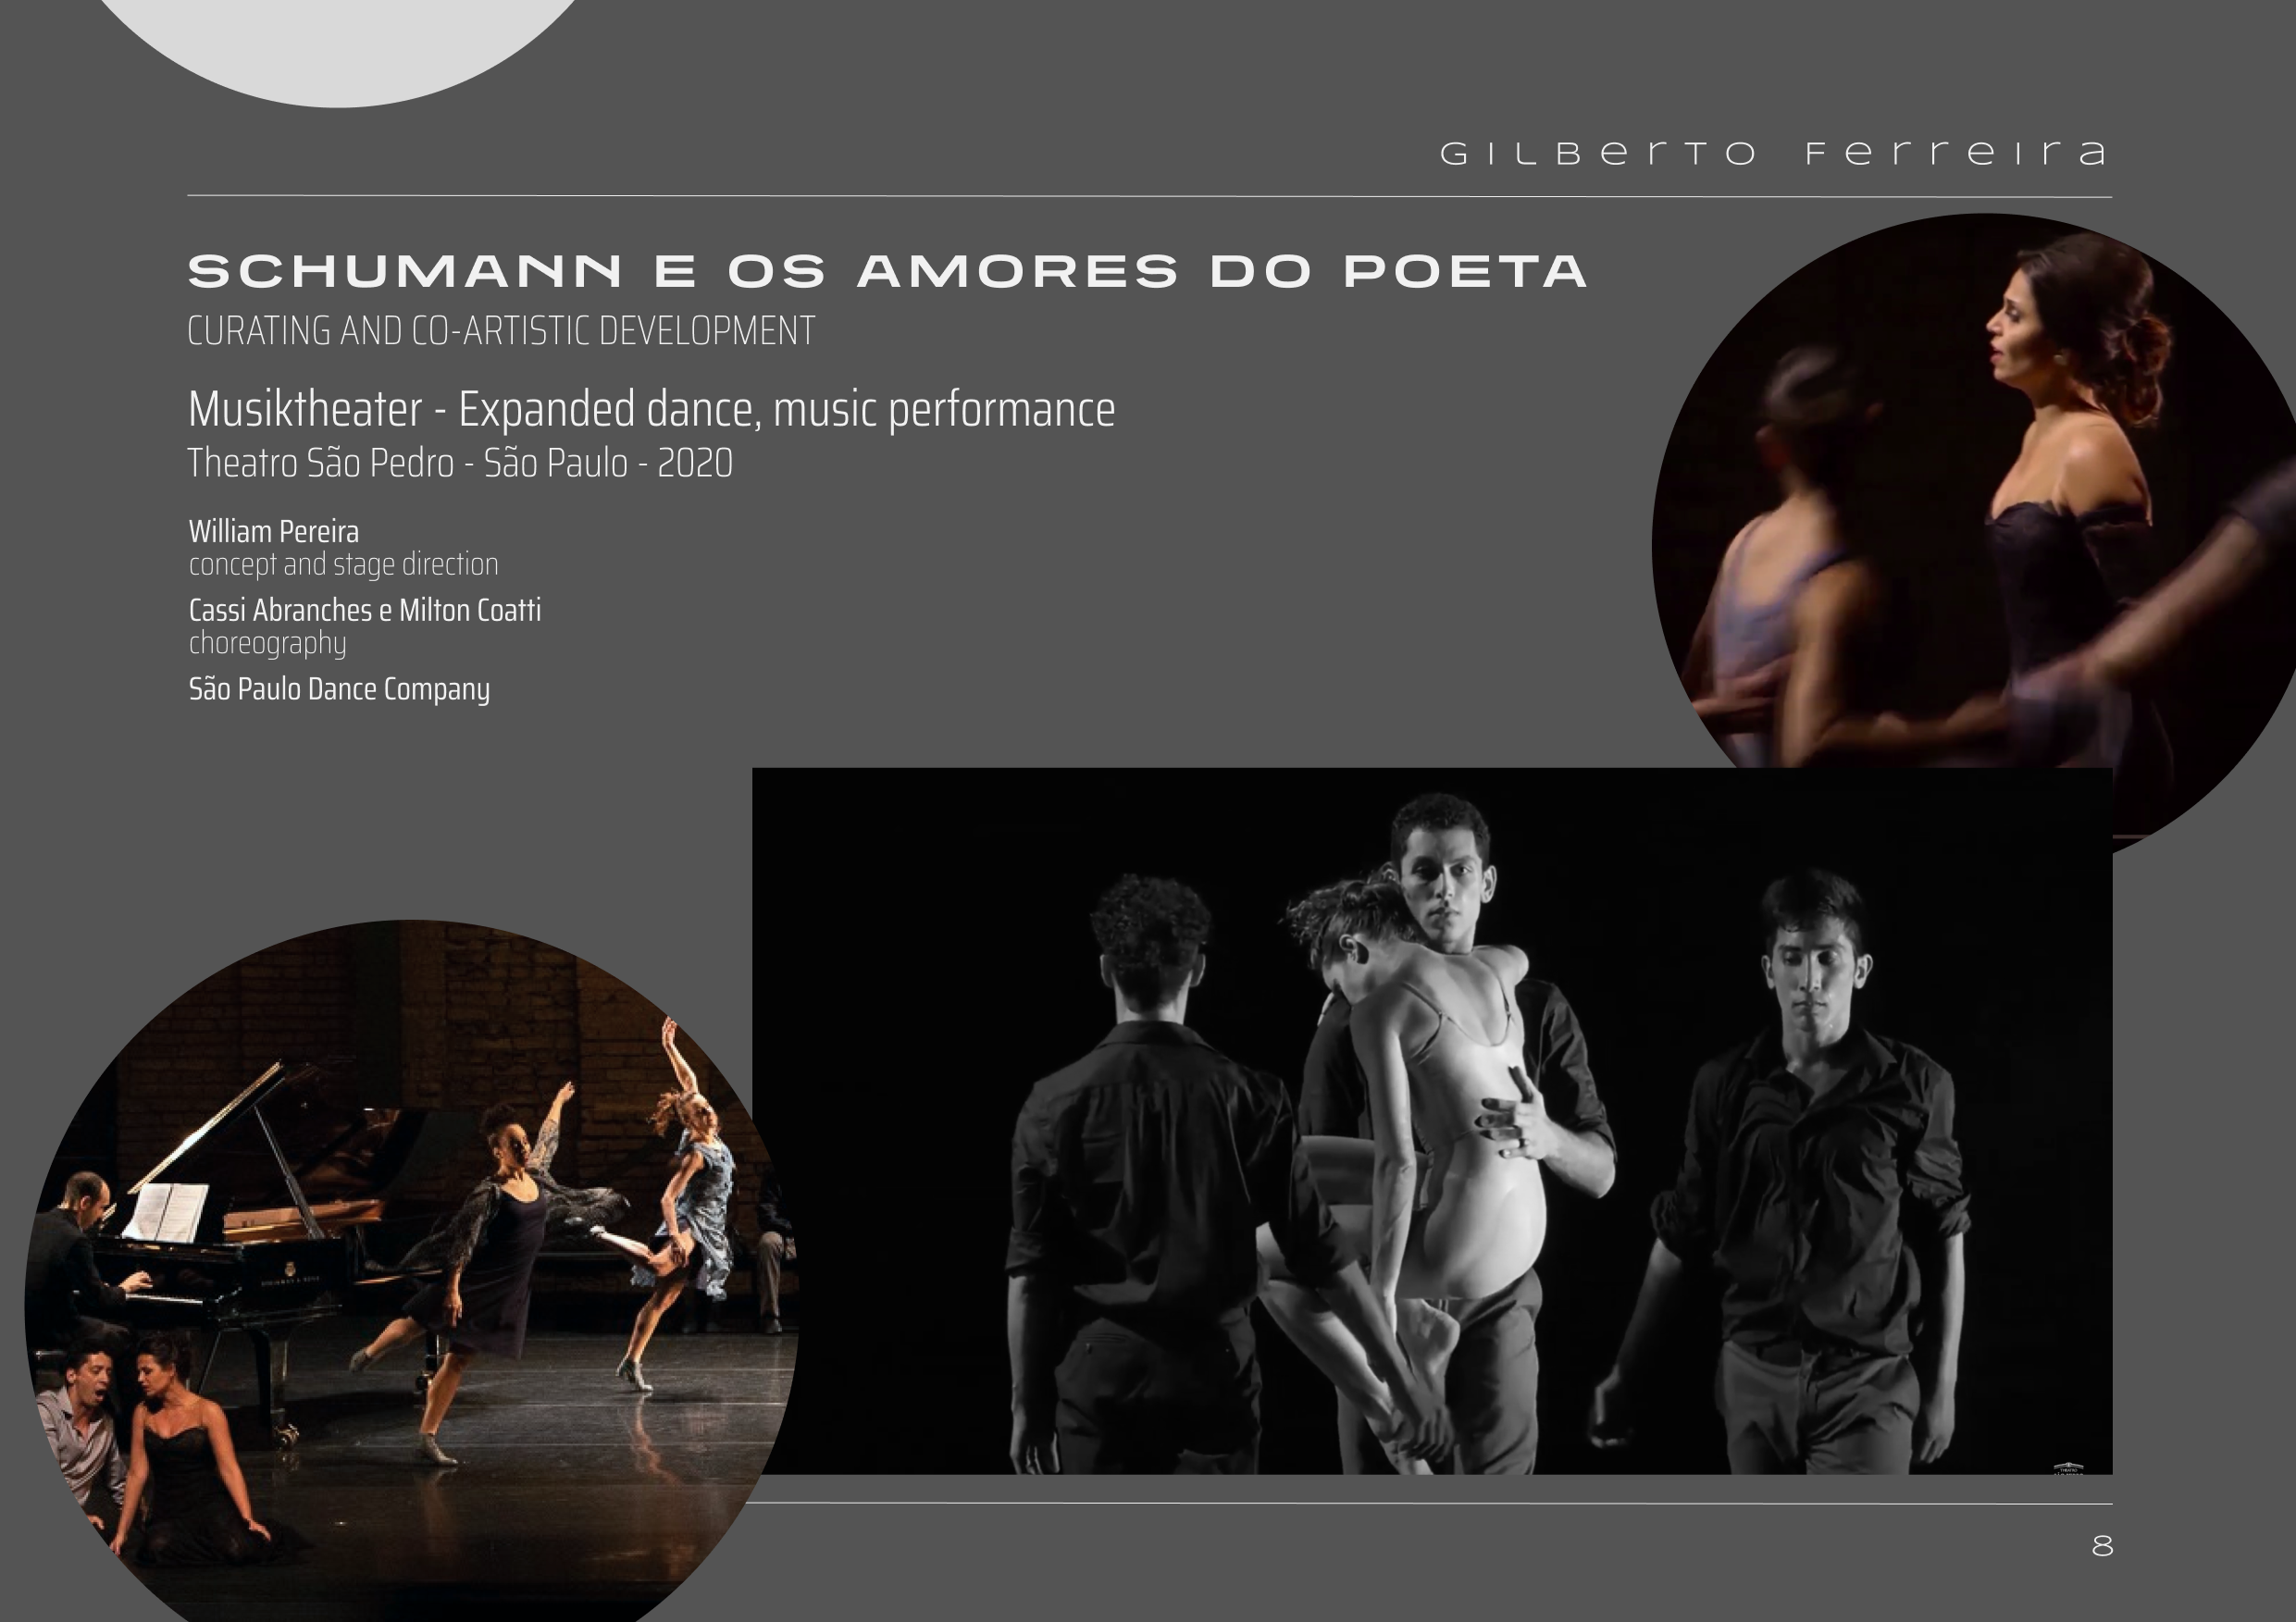 GILBerTO Ferreira
SCHUMANN E OS AMORES DO POETA
CURATING AND CO-ARTISTIC DEVELOPMENT
Musiktheater - Expanded dance, music performance
Theatro São Pedro - São Paulo - 2020
William Pereira
concept and stage direction
Cassi Abranches e Milton Coatti
choreography
São Paulo Dance Company
8